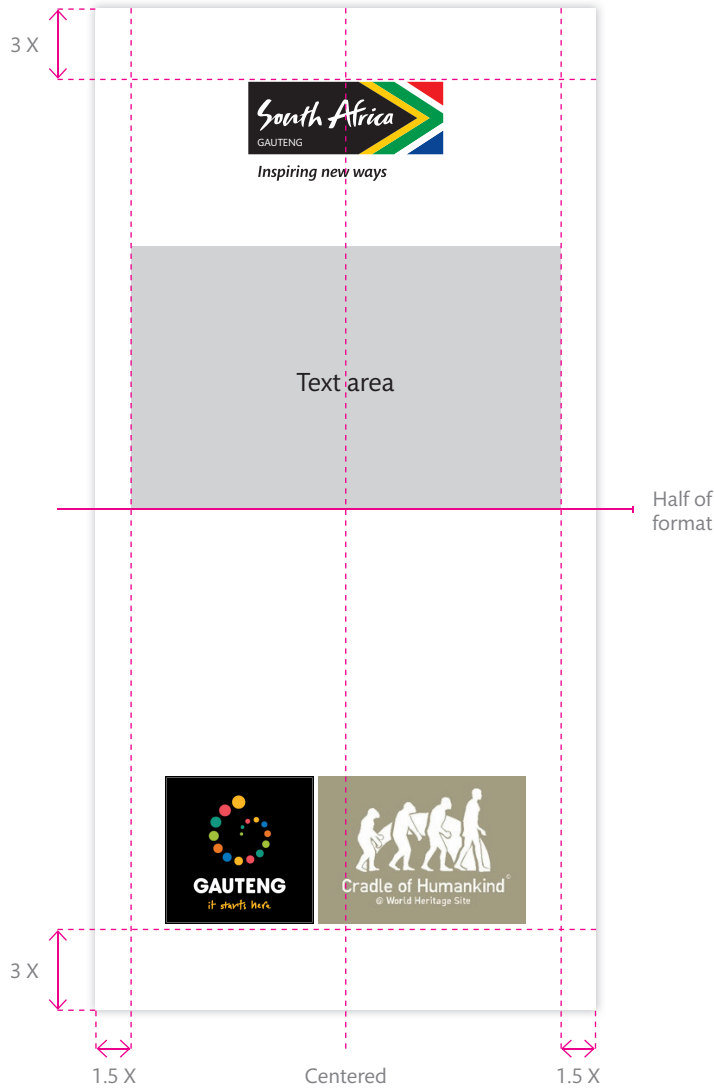 3 X
South Africa
GAUTENG
Inspiring new ways
Text area
Half of
format
GAUTENG
it starts here
Cradle of Humankind©
@ World Heritage Site
3 X
1.5 X
Centered
1.5 X